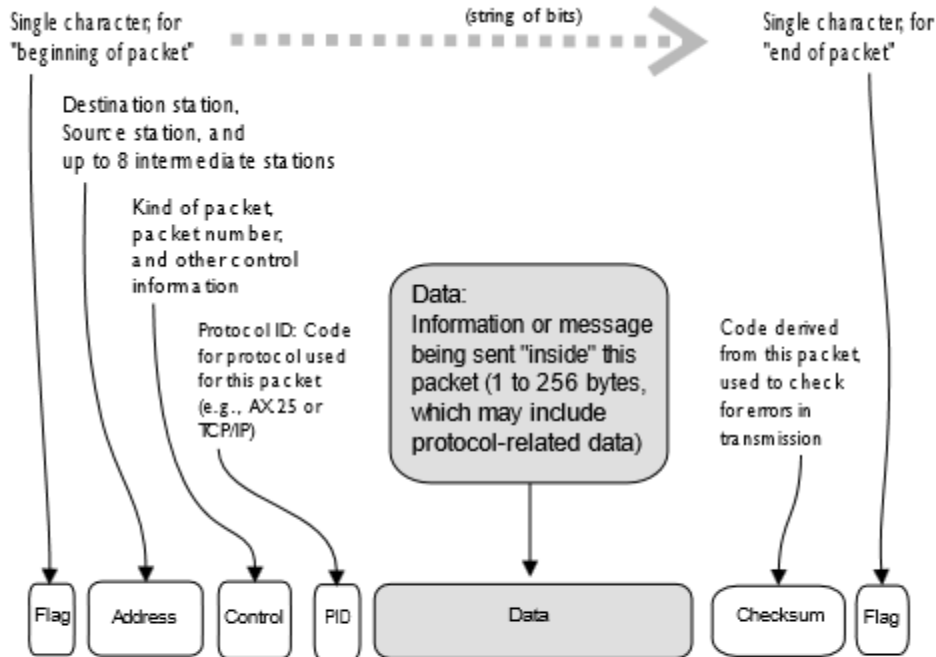 Single character, for
"beginning of packet"
(string of bits)
Single character, for
"end of packet"
Destination station,
Source station, and
up to 8 intermediate stations
Kind of packet,
packet number,
and other control
information
Protocol ID: Code
for protocol used
for this packet
(e.g., AX.25 or
TCP/IP)
Data:
Information or message
being sent "inside" this
packet (1 to 256 bytes,
which may include
protocol-related data)
Code derived
from this packet,
used to check
for errors in
transmission
Flag
Address
Control
PID
Data
Checksum
Flag